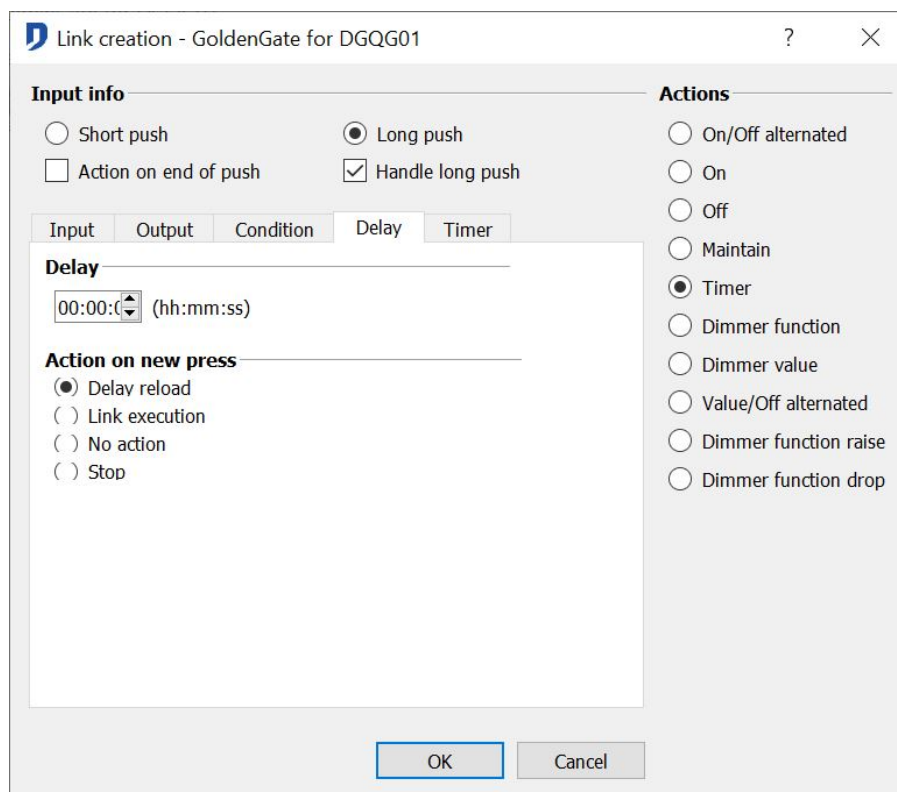 Link creation - GoldenGate for DGQG01
?
Input info
Short push
Long push
Action on end of push
Handle long push
Input Output Condition Delay Timer
Delay
00:00:0 (hh:mm:ss)
Action on new press
Delay reload
Link execution
No action
Stop
Actions
On/Off alternated
On
Off
Maintain
Timer
Dimmer function
Dimmer value
Value/Off alternated
Dimmer function raise
Dimmer function drop
OK
Cancel